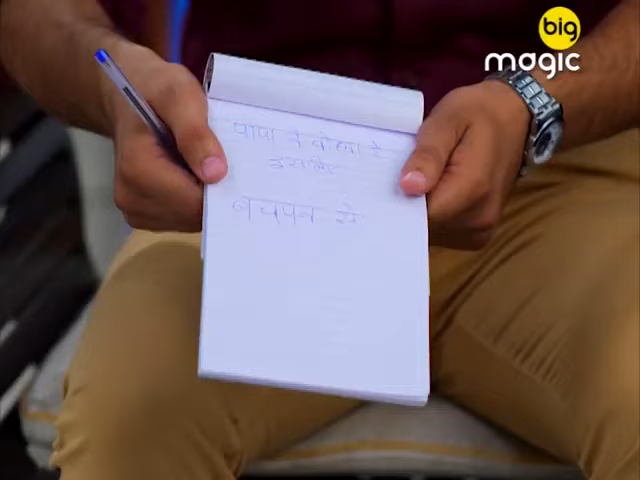 big
magic
पापा ने बोला है
इसलिए
बचपन से